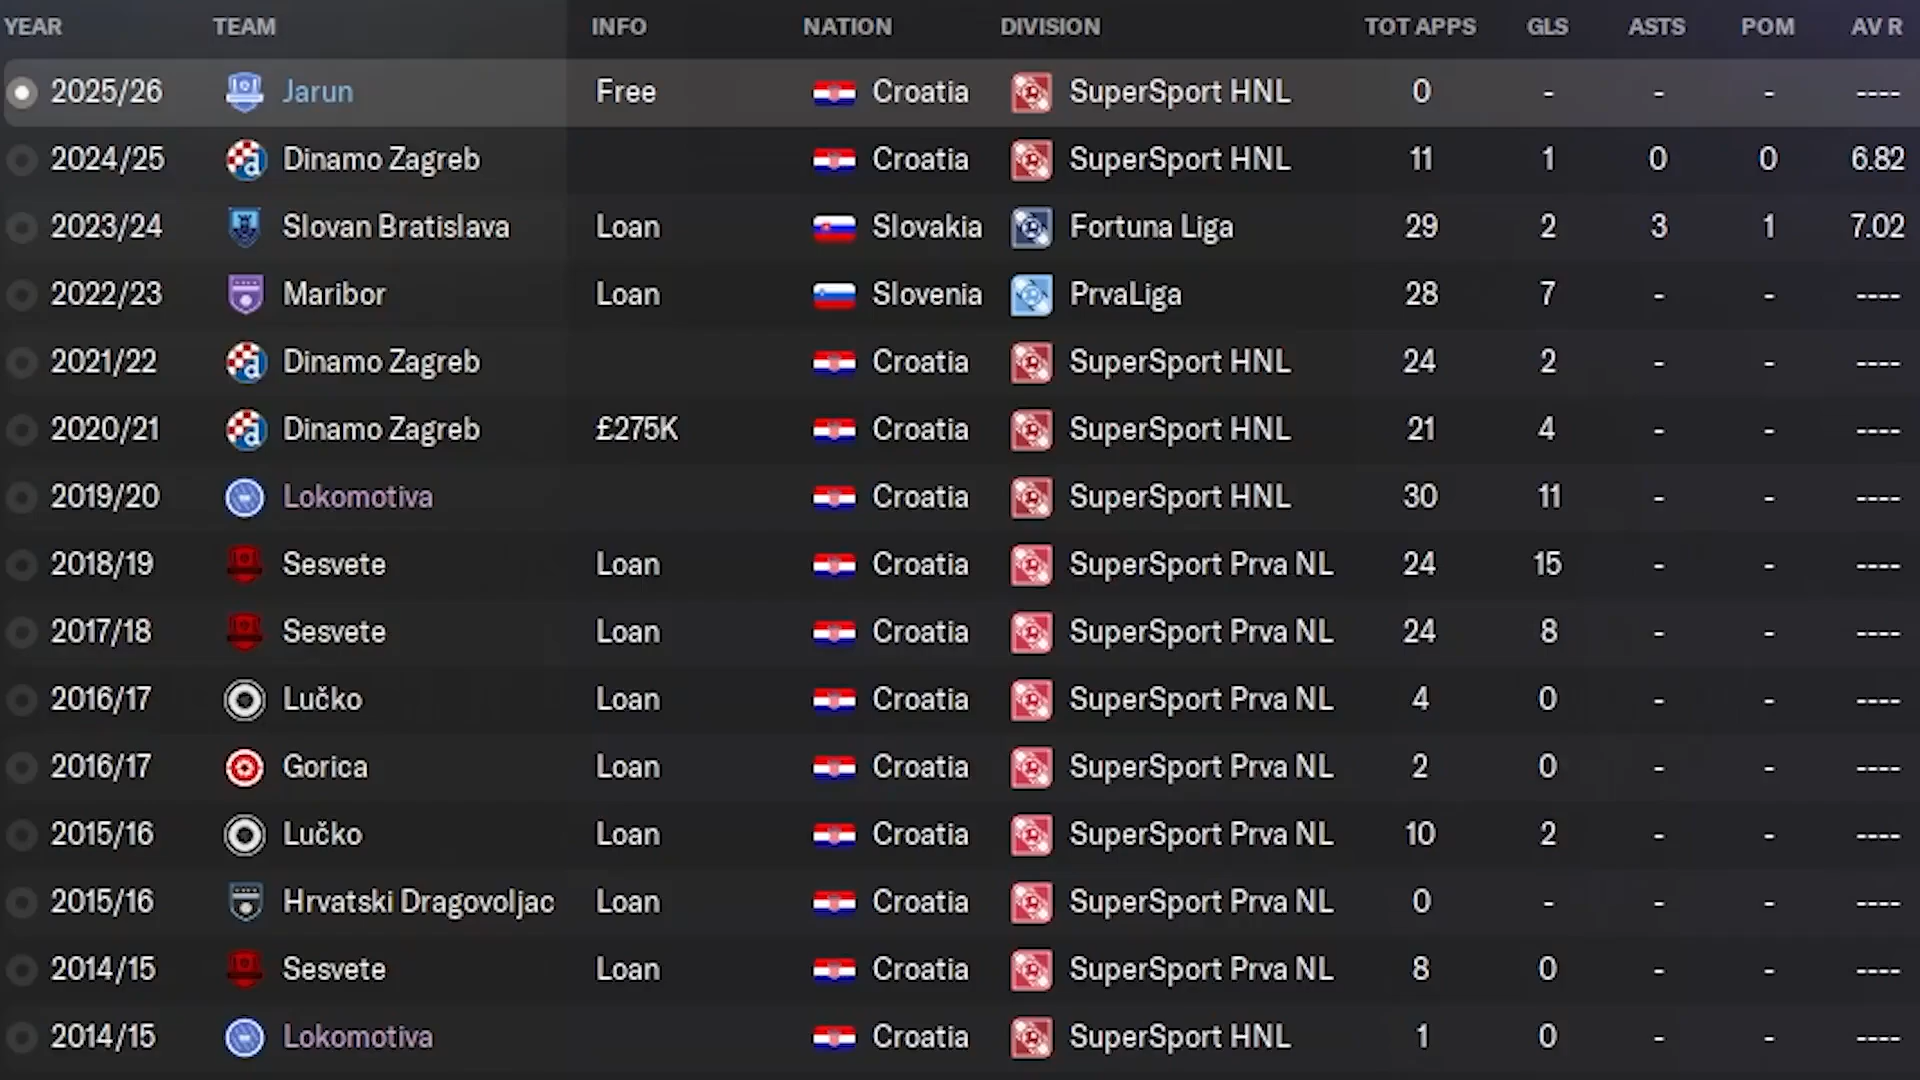 YEAR TEAM INFO NATION DIVISION TOT APPS GLS ASTS POM AV R
2025/26 Jarun Free Croatia SuperSport HNL 0 - - - ----
2024/25 Dinamo Zagreb Croatia SuperSport HNL 11 1 0 0 6.82
2023/24 Slovan Bratislava Loan Slovakia Fortuna Liga 29 2 3 1 7.02
2022/23 Maribor Loan Slovenia PrvaLiga 28 7 - - ----
2021/22 Dinamo Zagreb Croatia SuperSport HNL 24 2 - - ----
2020/21 Dinamo Zagreb £275K Croatia SuperSport HNL 21 4 - - ----
2019/20 Lokomotiva Croatia SuperSport HNL 30 11 - - ----
2018/19 Sesvete Loan Croatia SuperSport Prva NL 24 15 - - ----
2017/18 Sesvete Loan Croatia SuperSport Prva NL 24 8 - - ----
2016/17 Lučko Loan Croatia SuperSport Prva NL 4 0 - - ----
2016/17 Gorica Loan Croatia SuperSport Prva NL 2 0 - - ----
2015/16 Lučko Loan Croatia SuperSport Prva NL 10 2 - - ----
2015/16 Hrvatski Dragovoljac Loan Croatia SuperSport Prva NL 0 - - - ----
2014/15 Sesvete Loan Croatia SuperSport Prva NL 8 0 - - ----
2014/15 Lokomotiva Croatia SuperSport HNL 1 0 - - ----